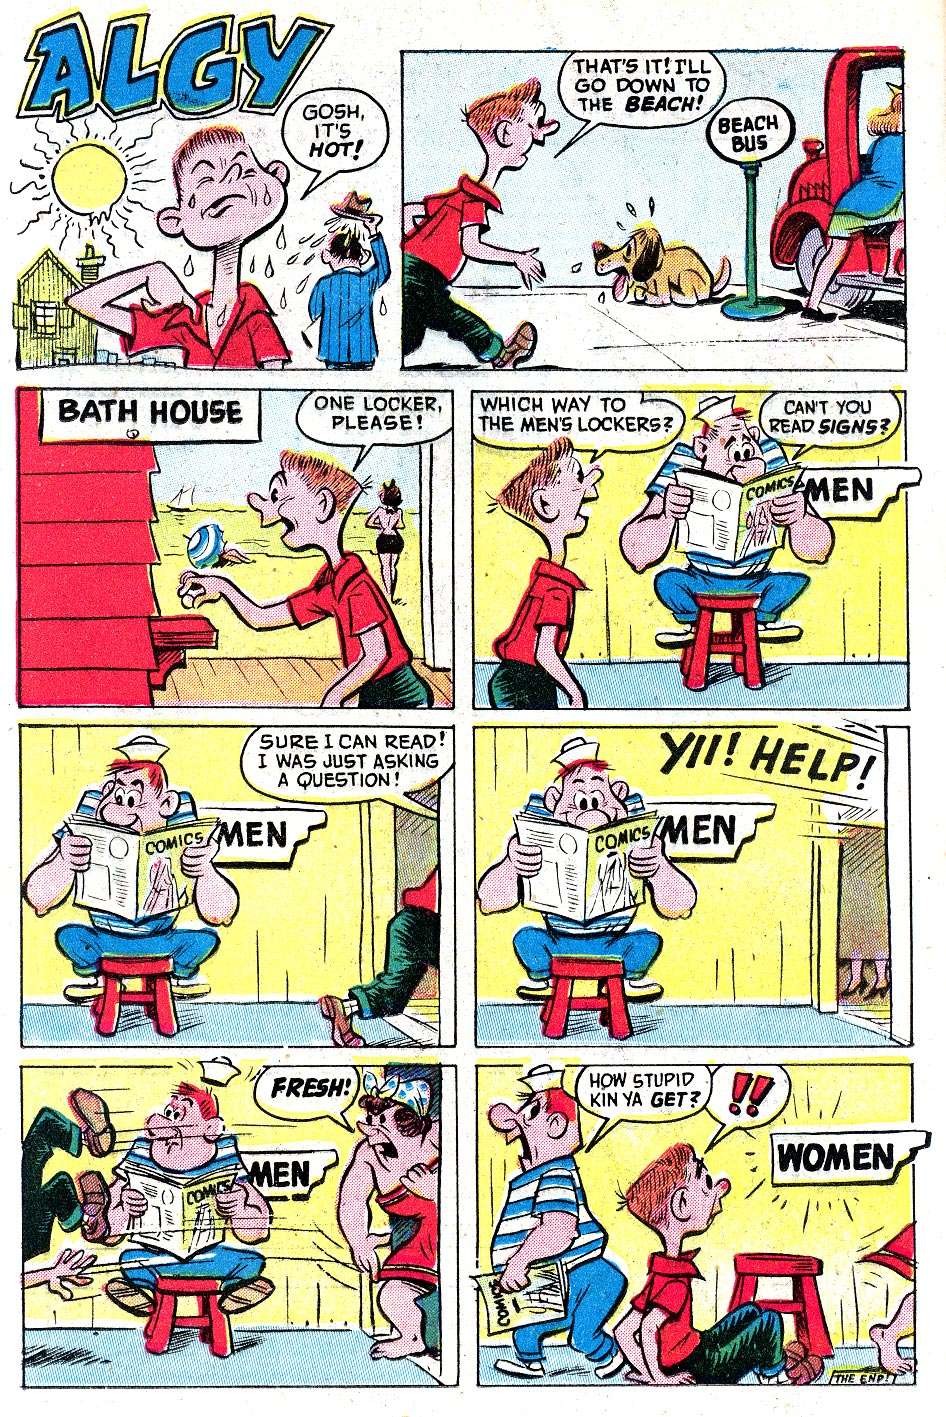 ALGY
GOSH,
IT'S
HOT!
THAT'S IT! I'LL
GO DOWN TO
THE BEACH!
BEACH
BUS
BATH HOUSE
ONE LOCKER,
PLEASE!
WHICH WAY TO
THE MEN'S LOCKERS?
CAN'T YOU
READ SIGNS?
COMICS
MEN
SURE I CAN READ!
I WAS JUST ASKING
A QUESTION!
COMICS
MEN
YII! HELP!
COMICS
MEN
FRESH!
COMICS
MEN
HOW STUPID
KIN YA GET?
!!
WOMEN
COMICS
THE END!